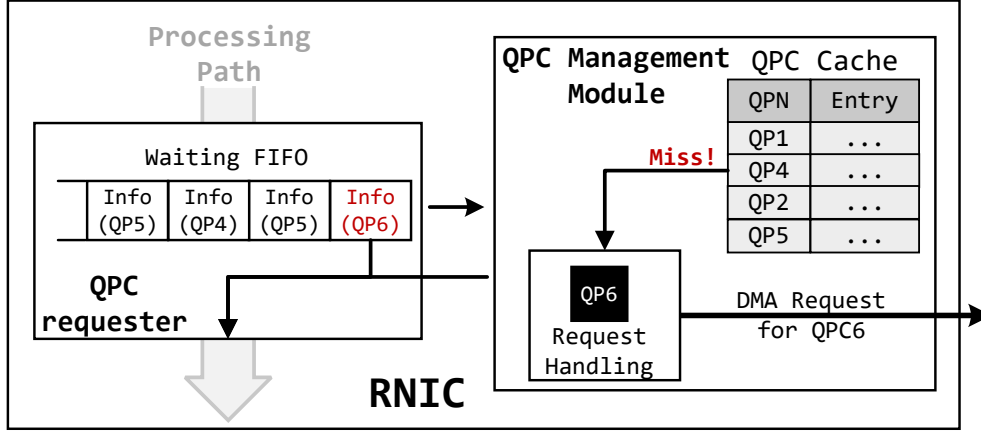 Processing
Path
Waiting FIFO
Info
(QP5)
Info
(QP4)
Info
(QP5)
Info
(QP6)
QPC
requester
QPC Management
Module
QPC Cache
QPN Entry
QP1 ...
QP4 ...
QP2 ...
QP5 ...
Miss!
QP6
Request
Handling
DMA Request
for QPC6
RNIC